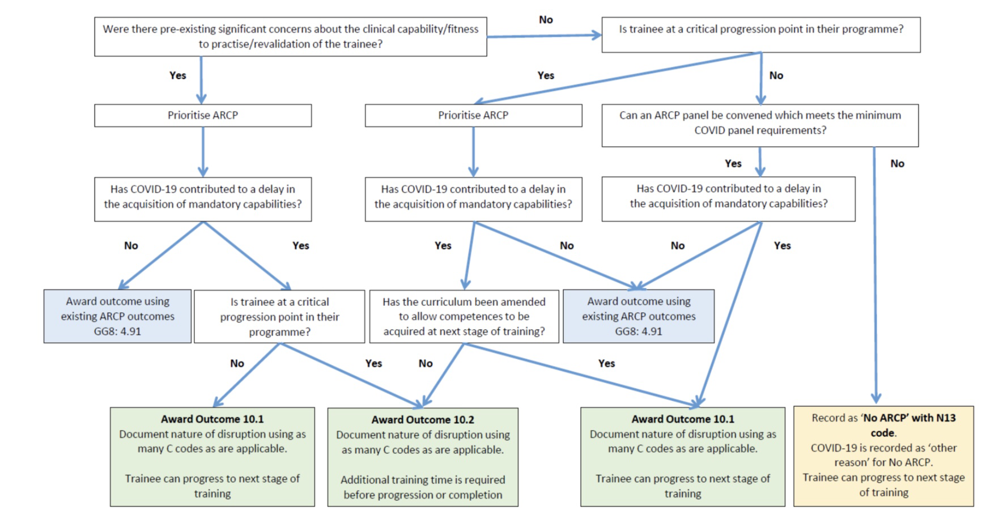 Were there pre-existing significant concerns about the clinical capability/fitness
to practise/revalidation of the trainee?
No
Is trainee at a critical progression point in their programme?
Yes
Yes
No
Prioritise ARCP
Prioritise ARCP
Can an ARCP panel be convened which meets the minimum
COVID panel requirements?
Yes
No
Has COVID-19 contributed to a delay in
the acquisition of mandatory capabilities?
Has COVID-19 contributed to a delay in
the acquisition of mandatory capabilities?
Has COVID-19 contributed to a delay in
the acquisition of mandatory capabilities?
No
Yes
Yes
No
No
Yes
Award outcome using
existing ARCP outcomes
GG8: 4.91
Is trainee at a critical
progression point in their
programme?
Has the curriculum been amended
to allow competences to be
acquired at next stage of training?
Award outcome using
existing ARCP outcomes
GG8: 4.91
No
Yes
No
Yes
Award Outcome 10.1
Document nature of disruption using as
many C codes as are applicable.
Trainee can progress to next stage of
training
Award Outcome 10.2
Document nature of disruption using
as many C codes as are applicable.
Additional training time is required
before progression or completion
Award Outcome 10.1
Document nature of disruption using as
many C codes as are applicable.
Trainee can progress to next stage of
training
Record as ‘No ARCP’ with N13
code.
COVID-19 is recorded as ‘other
reason’ for No ARCP.
Trainee can progress to next stage
of training